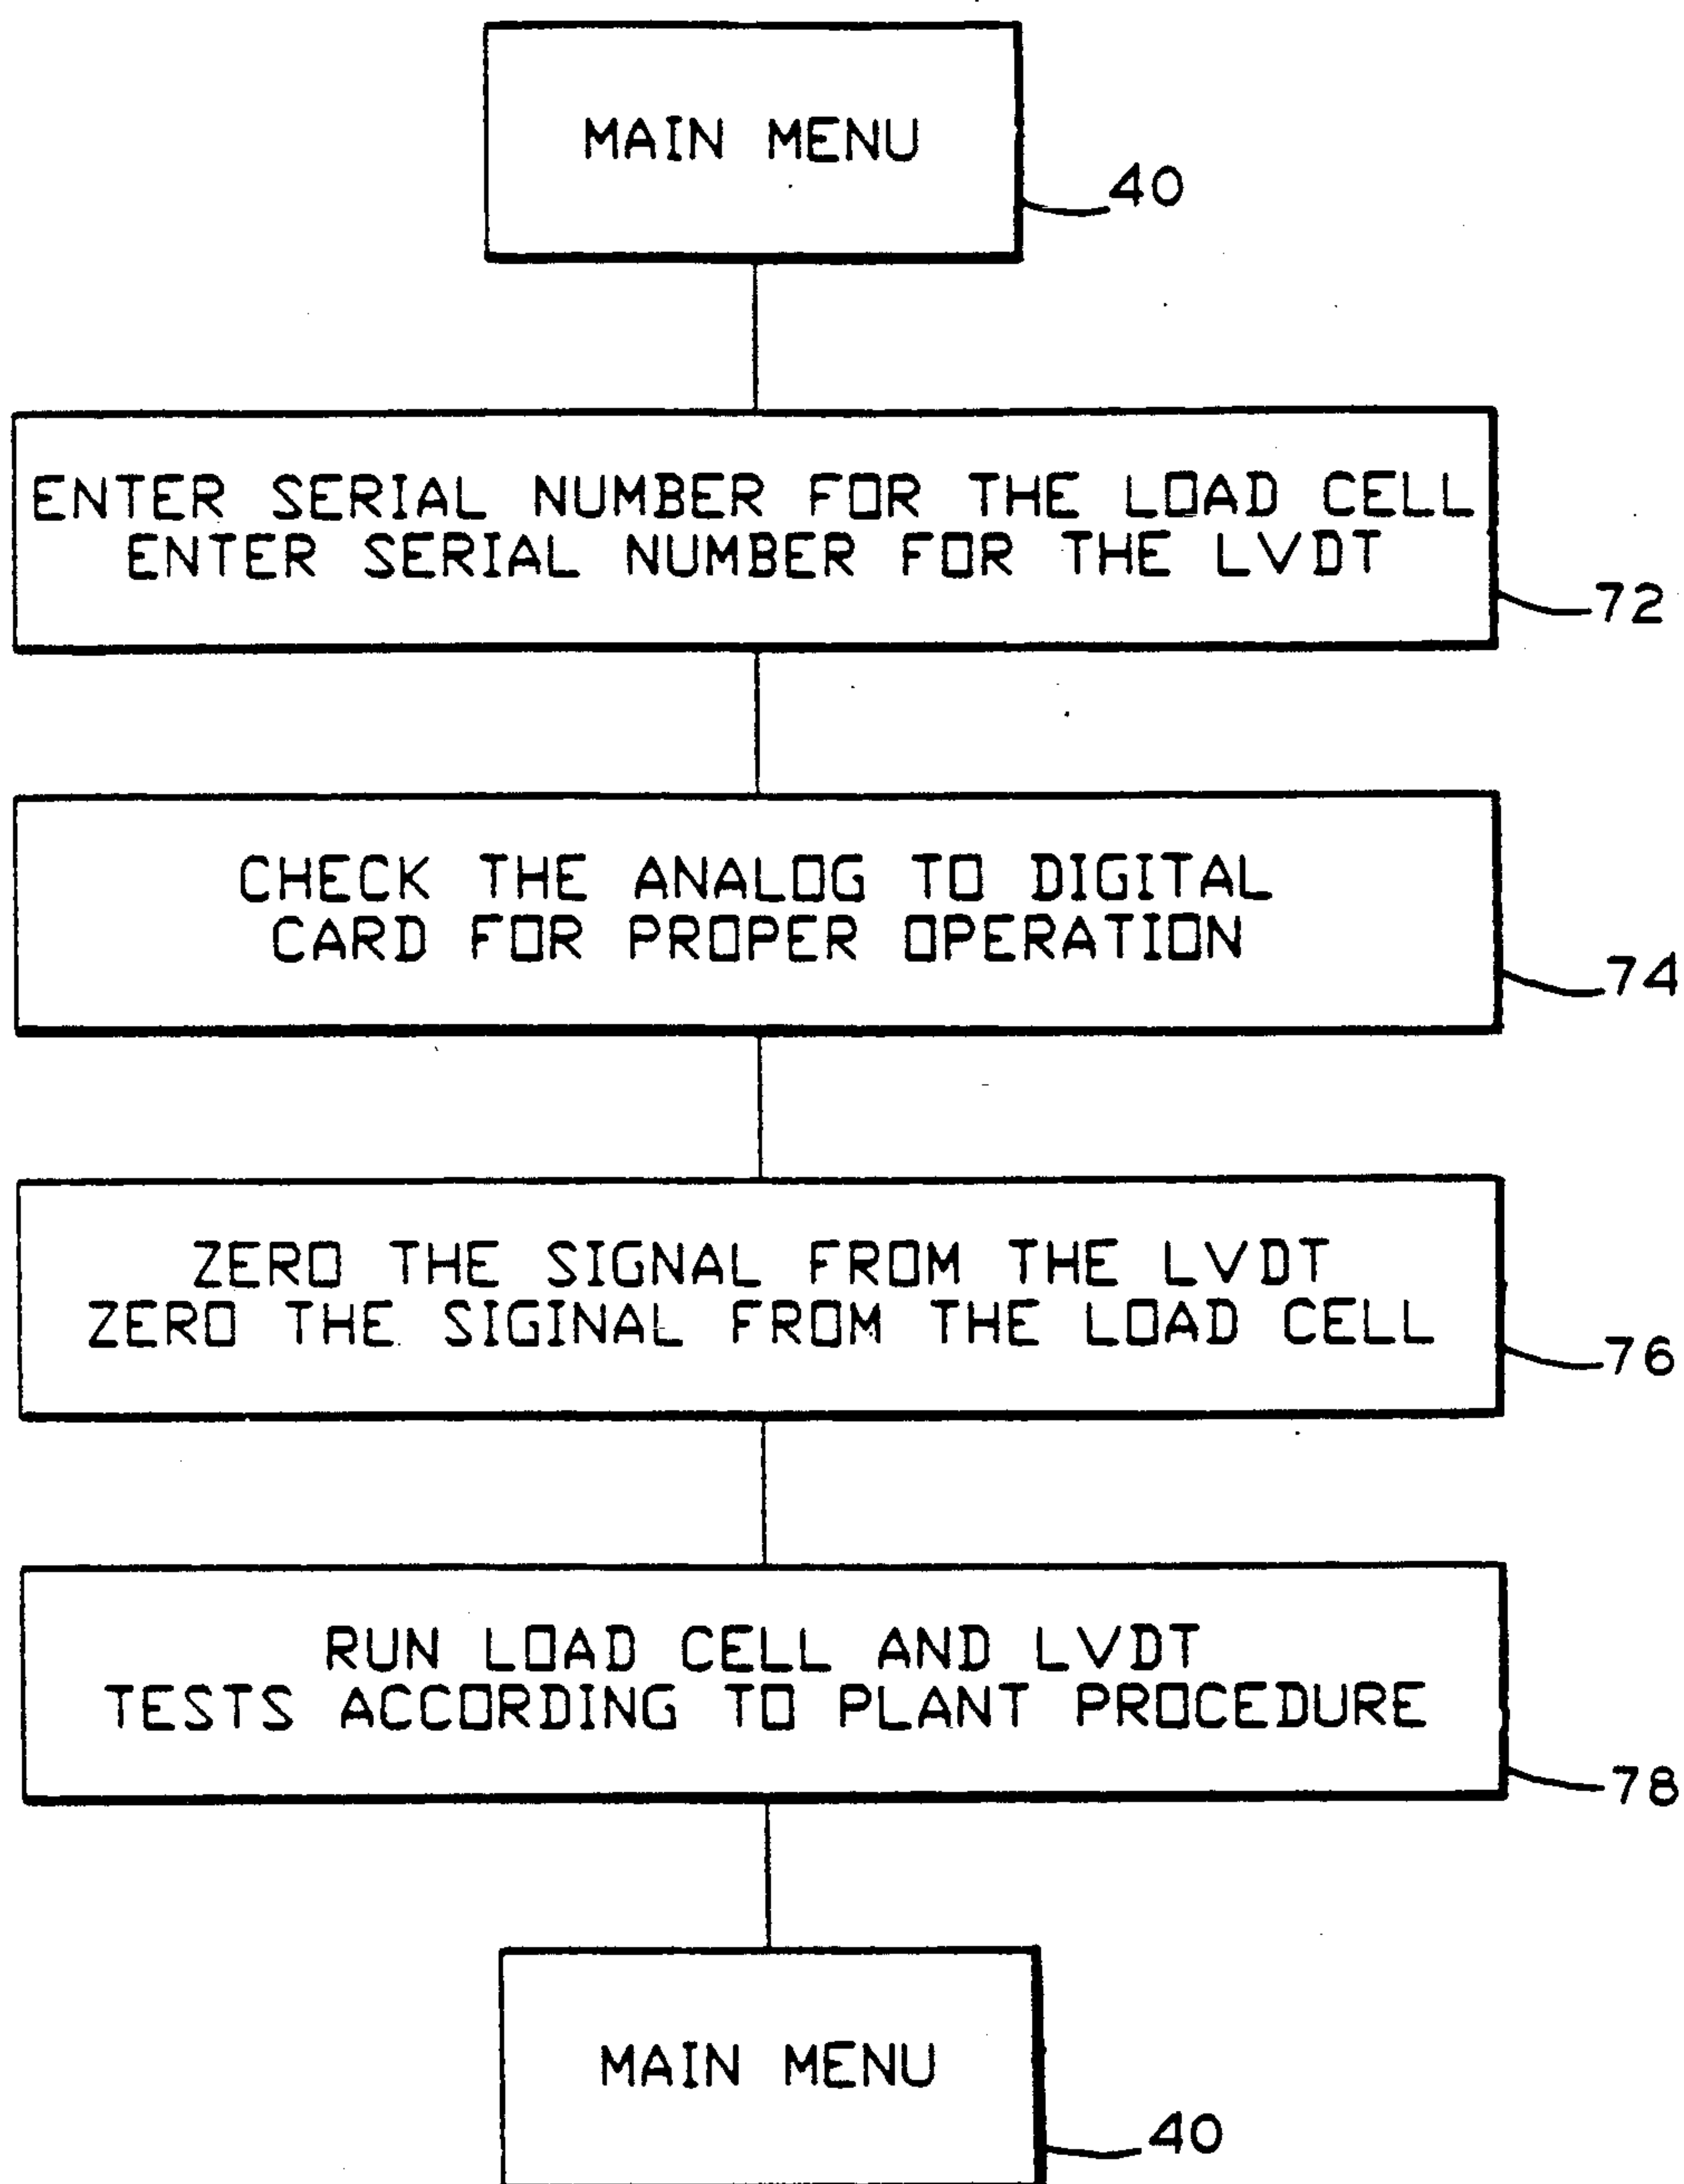 MAIN MENU
40
ENTER SERIAL NUMBER FOR THE LOAD CELL
ENTER SERIAL NUMBER FOR THE LVDT
72
CHECK THE ANALOG TO DIGITAL
CARD FOR PROPER OPERATION
74
ZERO THE SIGNAL FROM THE LVDT
ZERO THE SIGINAL FROM THE LOAD CELL
76
RUN LOAD CELL AND LVDT
TESTS ACCORDING TO PLANT PROCEDURE
78
MAIN MENU
40